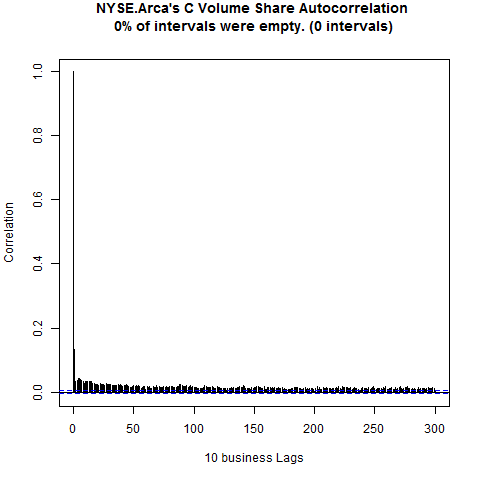 NYSE.Arca's C Volume Share Autocorrelation
0% of intervals were empty. (0 intervals)
1.0
0.8
0.6
0.4
0.2
0.0
Correlation
0 50 100 150 200 250 300
10 business Lags